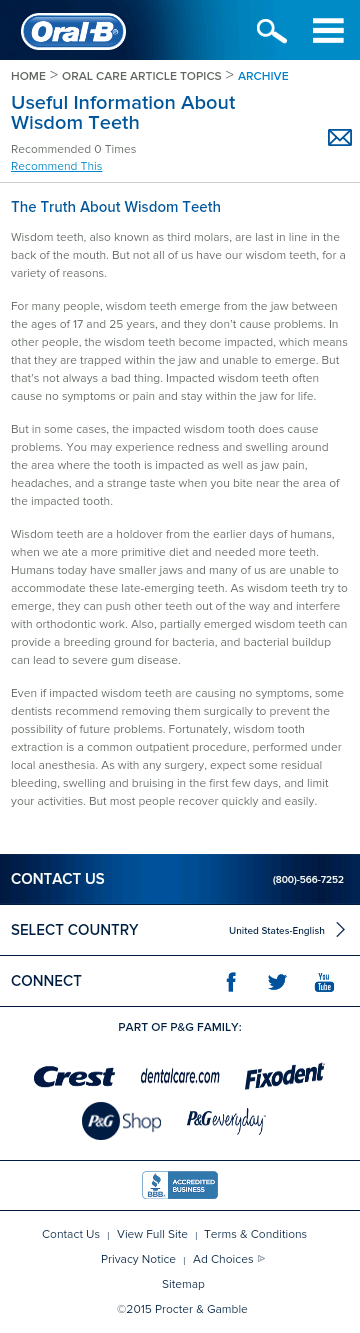 Oral-B
HOME > ORAL CARE ARTICLE TOPICS > ARCHIVE
Useful Information About
Wisdom Teeth
Recommended 0 Times
Recommend This
The Truth About Wisdom Teeth
Wisdom teeth, also known as third molars, are last in line in the
back of the mouth. But not all of us have our wisdom teeth, for a
variety of reasons.
For many people, wisdom teeth emerge from the jaw between
the ages of 17 and 25 years, and they don't cause problems. In
other people, the wisdom teeth become impacted, which means
that they are trapped within the jaw and unable to emerge. But
that's not always a bad thing. Impacted wisdom teeth often
cause no symptoms or pain and stay within the jaw for life.
But in some cases, the impacted wisdom tooth does cause
problems. You may experience redness and swelling around
the area where the tooth is impacted as well as jaw pain,
headaches, and a strange taste when you bite near the area of
the impacted tooth.
Wisdom teeth are a holdover from the earlier days of humans,
when we ate a more primitive diet and needed more teeth.
Humans today have smaller jaws and many of us are unable to
accommodate these late-emerging teeth. As wisdom teeth try to
emerge, they can push other teeth out of the way and interfere
with orthodontic work. Also, partially emerged wisdom teeth can
provide a breeding ground for bacteria, and bacterial buildup
can lead to severe gum disease.
Even if impacted wisdom teeth are causing no symptoms, some
dentists recommend removing them surgically to prevent the
possibility of future problems. Fortunately, wisdom tooth
extraction is a common outpatient procedure, performed under
local anesthesia. As with any surgery, expect some residual
bleeding, swelling and bruising in the first few days, and limit
your activities. But most people recover quickly and easily.
CONTACT US (800)-566-7252
SELECT COUNTRY United States-English
CONNECT You Tube
PART OF P&G FAMILY:
Crest dentalcare.com Fixodent
P&G Shop P&G everyday
BBB. ACCREDITED BUSINESS
Contact Us | View Full Site | Terms & Conditions
Privacy Notice | Ad Choices
Sitemap
©2015 Procter & Gamble